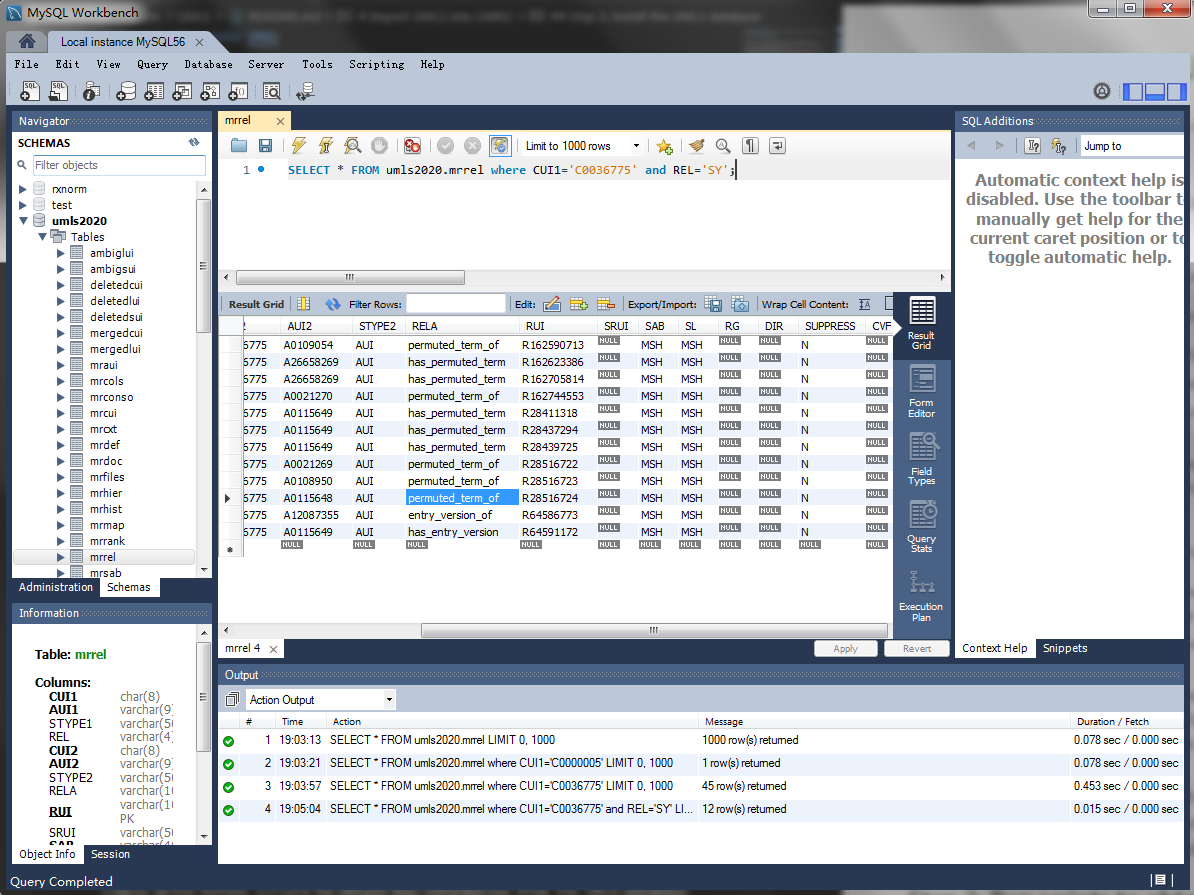 MySQL Workbench
Local instance MySQL56
File Edit View Query Database Server Tools Scripting Help
Navigator
SCHEMAS
Filter objects
rxnorm
test
umls2020
Tables
ambiglui
ambigsui
deletedcui
deletedlui
deletedsui
mergedcui
mergedlui
mraui
mrcols
mrconso
mrcui
mrcxt
mrdef
mrdoc
mrfiles
mrhier
mrhist
mrmap
mrrank
mrrel
mrsab
Administration Schemas
Information
Table: mrrel
Columns:
CUI1 char(8)
AUI1 varchar(9)
STYPE1 varchar(50
REL varchar(4)
CUI2 char(8)
AUI2 varchar(9)
STYPE2 varchar(50
RELA varchar(10
RUI varchar(10
PK
SRUI varchar(50
SAB varchar(40
Object Info Session
Query Completed
mrrel
Limit to 1000 rows
1 SELECT * FROM umls2020.mrrel where CUI1='C0036775' and REL='SY';
Result Grid Filter Rows: Edit: Export/Import: Wrap Cell Content:
2 AUI2 STYPE2 RELA RUI SRUI SAB SL RG DIR SUPPRESS CVF
6775 A0109054 AUI permuted_term_of R162590713 NULL MSH MSH NULL NULL N NULL
6775 A26658269 AUI has_permuted_term R162623386 NULL MSH MSH NULL NULL N NULL
6775 A26658269 AUI has_permuted_term R162705814 NULL MSH MSH NULL NULL N NULL
6775 A0021270 AUI permuted_term_of R162744553 NULL MSH MSH NULL NULL N NULL
6775 A0115649 AUI has_permuted_term R28411318 NULL MSH MSH NULL NULL N NULL
6775 A0115649 AUI has_permuted_term R28437294 NULL MSH MSH NULL NULL N NULL
6775 A0115649 AUI has_permuted_term R28439725 NULL MSH MSH NULL NULL N NULL
6775 A0021269 AUI permuted_term_of R28516722 NULL MSH MSH NULL NULL N NULL
6775 A0108950 AUI permuted_term_of R28516723 NULL MSH MSH NULL NULL N NULL
6775 A0115648 AUI permuted_term_of R28516724 NULL MSH MSH NULL NULL N NULL
6775 A12087355 AUI entry_version_of R64586773 NULL MSH MSH NULL NULL N NULL
6775 A0115649 AUI has_entry_version R64591172 NULL MSH MSH NULL NULL N NULL
NULL NULL NULL NULL NULL NULL NULL NULL NULL NULL NULL
Result
Grid
Form
Editor
Field
Types
Query
Stats
Execution
Plan
mrrel 4
Apply Revert
SQL Additions
Jump to
Automatic context help is
disabled. Use the toolbar t
manually get help for the
current caret position or to
toggle automatic help.
Context Help Snippets
Output
Action Output
# Time Action Message Duration / Fetch
1 19:03:13 SELECT * FROM umls2020.mrrel LIMIT 0, 1000 1000 row(s) returned 0.078 sec / 0.000 sec
2 19:03:21 SELECT * FROM umls2020.mrrel where CUI1='C0000005' LIMIT 0, 1000 1 row(s) returned 0.078 sec / 0.000 sec
3 19:03:57 SELECT * FROM umls2020.mrrel where CUI1='C0036775' LIMIT 0, 1000 45 row(s) returned 0.453 sec / 0.000 sec
4 19:05:04 SELECT * FROM umls2020.mrrel where CUI1='C0036775' and REL='SY' LI... 12 row(s) returned 0.015 sec / 0.000 sec